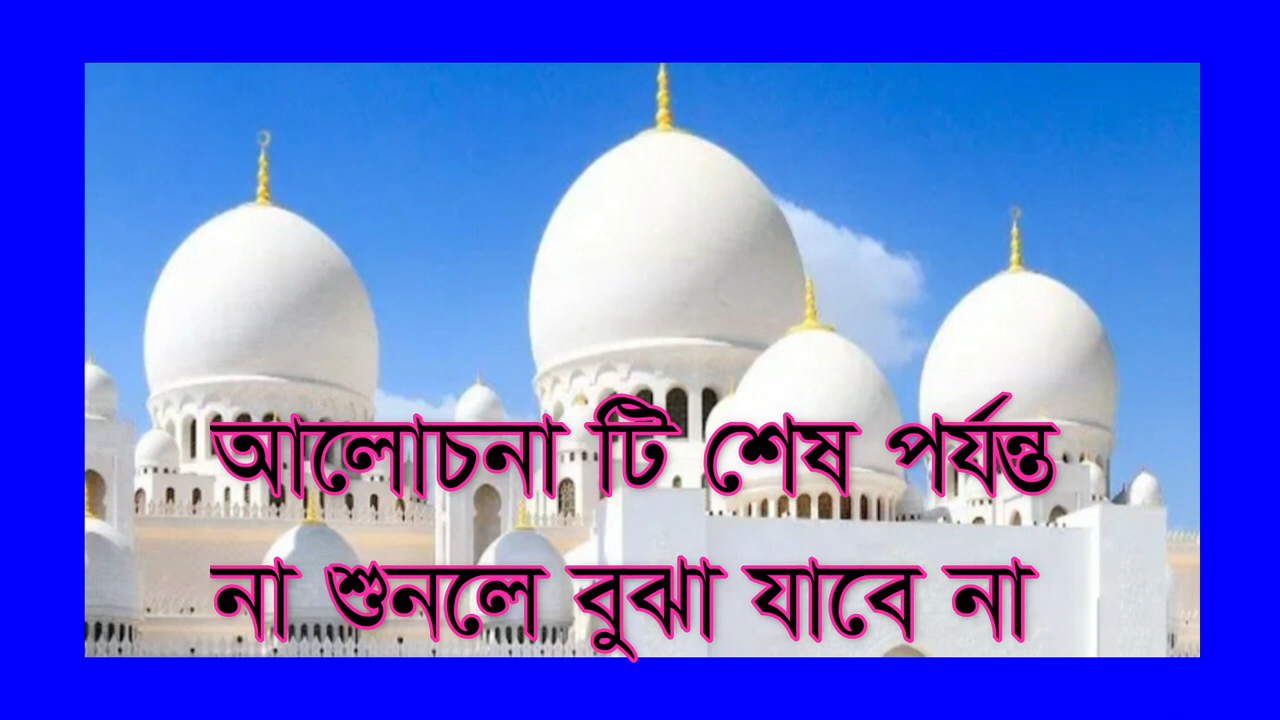 আলোচনা টি শেষ পর্যন্ত
না শুনলে বুঝা যাবে না